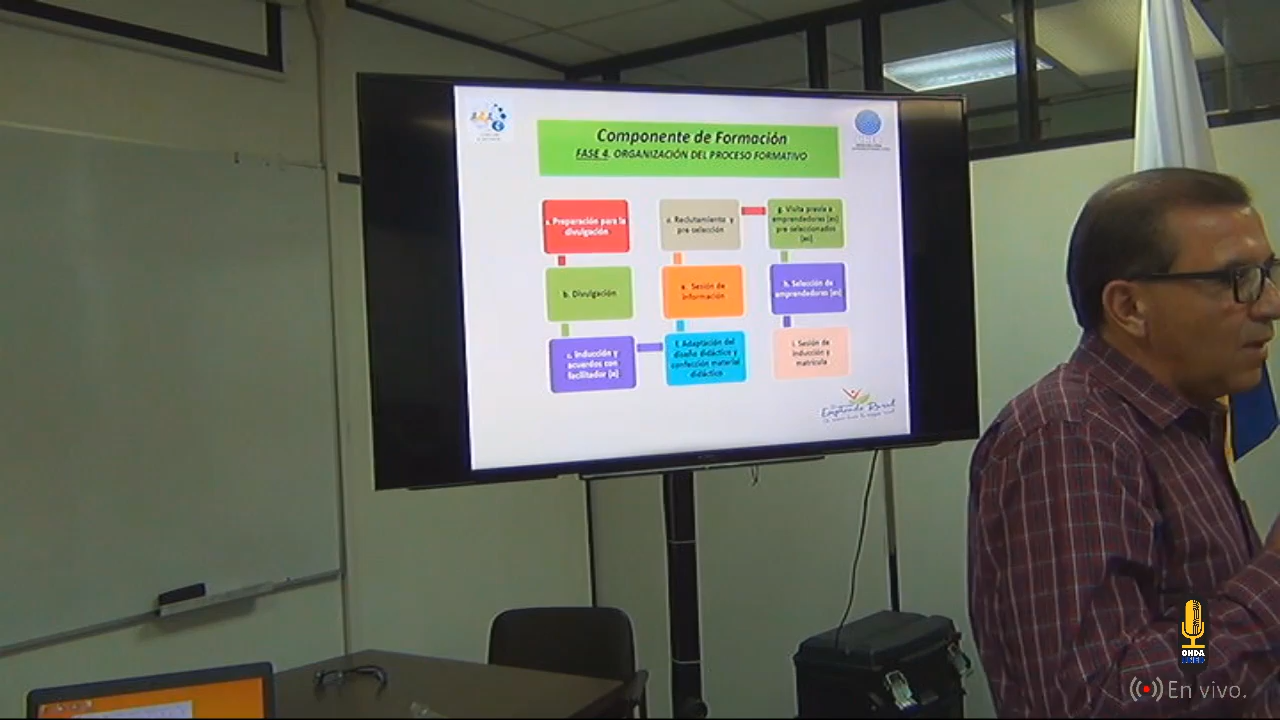 Componente de Formación
FASE 4. ORGANIZACIÓN DEL PROCESO FORMATIVO
a. Preparación para la
divulgación
b. Divulgación
c. Inducción y
acuerdos con
facilitador (a)
d. Reclutamiento y
pre selección
e. Sesión de
información
f. Adaptación del
diseño didáctico y
confección material
didáctico
g. Visita previa a
emprendedores (as)
pre seleccionados
(as)
h. Selección de
emprendedores (as)
i. Sesión de
inducción y
matrícula
Emprende Rural
ONDA
UNED
En vivo.